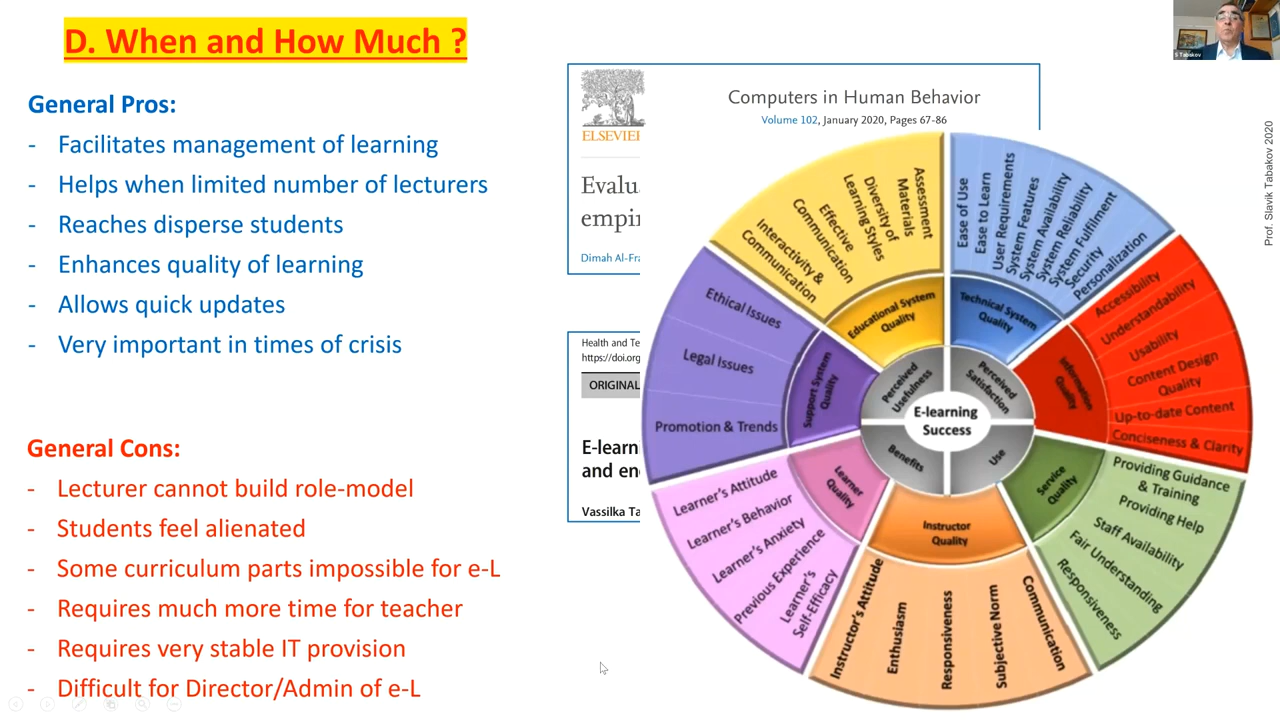 D. When and How Much ?
General Pros:
- Facilitates management of learning
- Helps when limited number of lecturers
- Reaches disperse students
- Enhances quality of learning
- Allows quick updates
- Very important in times of crisis
General Cons:
- Lecturer cannot build role-model
- Students feel alienated
- Some curriculum parts impossible for e-L
- Requires much more time for teacher
- Requires very stable IT provision
- Difficult for Director/Admin of e-L
ELSEVIER
Computers in Human Behavior
Volume 102, January 2020, Pages 67-86
Evalu
empir
Dimah Al-Fra
Health and Te
https://doi.org
ORIGINAL
E-learni
and en
Vassilka Ta
E-learning
Success
Perceived
Usefulness
Perceived
Satisfaction
Benefits
Use
Educational System
Quality
Interactivity &
Communication
Effective
Communication
Diversity of
Learning Styles
Assessment
Materials
Technical System
Quality
Ease of Use
Ease to Learn
User Requirements
System Features
System Availability
System Reliability
System Fulfilment
Security
Personalization
Information
Quality
Accessibility
Understandability
Usability
Content Design
Quality
Up-to-date Content
Conciseness & Clarity
Service
Quality
Providing Guidance
& Training
Providing Help
Staff Availability
Fair Understanding
Responsiveness
Instructor
Quality
Instructor's Attitude
Enthusiasm
Responsiveness
Subjective Norm
Communication
Learner
Quality
Learner's Attitude
Learner's Behavior
Learner's Anxiety
Previous Experience
Learner's
Self-Efficacy
Support System
Quality
Ethical Issues
Legal Issues
Promotion & Trends
S Tabakov
Prof. Slavik Tabakov 2020